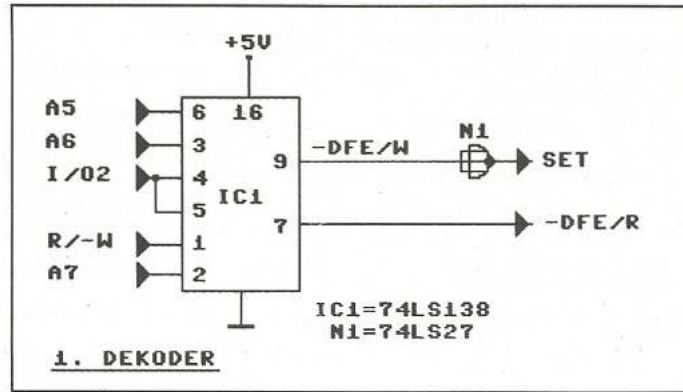 +5V
A5
6
16
A6
3
N1
-DFE/W
9
SET
I/O2
4
IC1
5
7
-DFE/R
R/-W
1
A7
2
IC1=74LS138
N1=74LS27
1. DEKODER